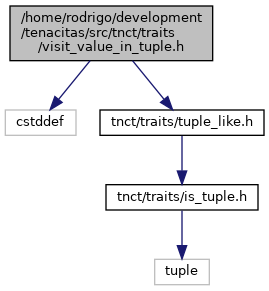 /home/rodrigo/development
/tenacitas/src/tnct/traits
/visit_value_in_tuple.h
cstddef
tnct/traits/tuple_like.h
tnct/traits/is_tuple.h
tuple